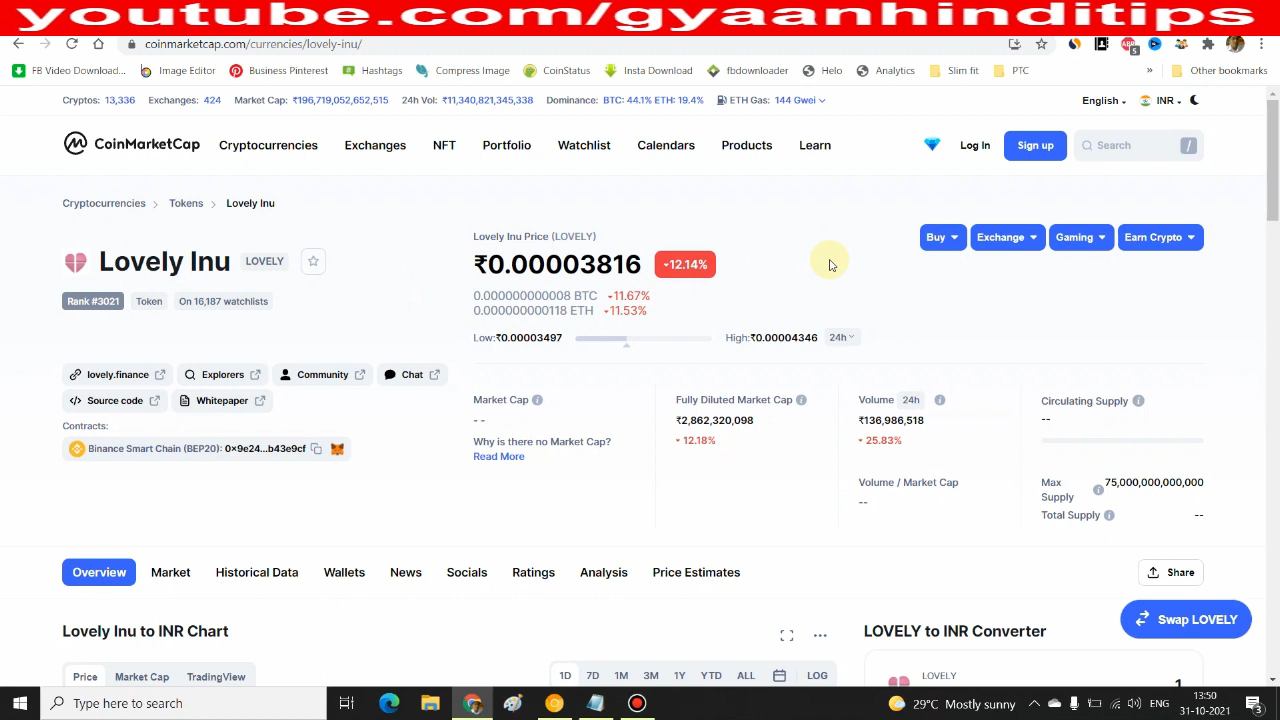 youtube.com/gyaanhinditips
coinmarketcap.com/currencies/lovely-inu/
FB Video Download... Image Editor Business Pinterest Hashtags Compress Image CoinStatus Insta Download fbdownloader Helo Analytics Slim fit PTC » Other bookmarks
Cryptos: 13,336 Exchanges: 424 Market Cap: ₹196,719,052,652,515 24h Vol: ₹11,340,821,345,338 Dominance: BTC: 44.1% ETH: 19.4% ETH Gas: 144 Gwei English INR
CoinMarketCap Cryptocurrencies Exchanges NFT Portfolio Watchlist Calendars Products Learn Log In Sign up Search /
Cryptocurrencies > Tokens > Lovely Inu
Lovely Inu Price (LOVELY)
Buy Exchange Gaming Earn Crypto
Lovely Inu LOVELY
₹0.00003816 12.14%
0.000000000008 BTC 11.67%
Rank #3021 Token On 16,187 watchlists
0.000000000118 ETH 11.53%
Low:₹0.00003497 High:₹0.00004346 24h
lovely.finance Explorers Community Chat
Source code Whitepaper
Contracts:
Binance Smart Chain (BEP20): 0x9e24...b43e9cf
Market Cap
- -
Why is there no Market Cap?
Read More
Fully Diluted Market Cap
₹2,862,320,098
12.18%
Volume 24h
₹136,986,518
25.83%
Volume / Market Cap
--
Circulating Supply
--
Max Supply 75,000,000,000,000
Total Supply --
Overview Market Historical Data Wallets News Socials Ratings Analysis Price Estimates Share
Swap LOVELY
Lovely Inu to INR Chart
LOVELY to INR Converter
Price Market Cap TradingView 1D 7D 1M 3M 1Y YTD ALL LOG
LOVELY
1
Type here to search
29°C Mostly sunny ENG 13:50
31-10-2021 3